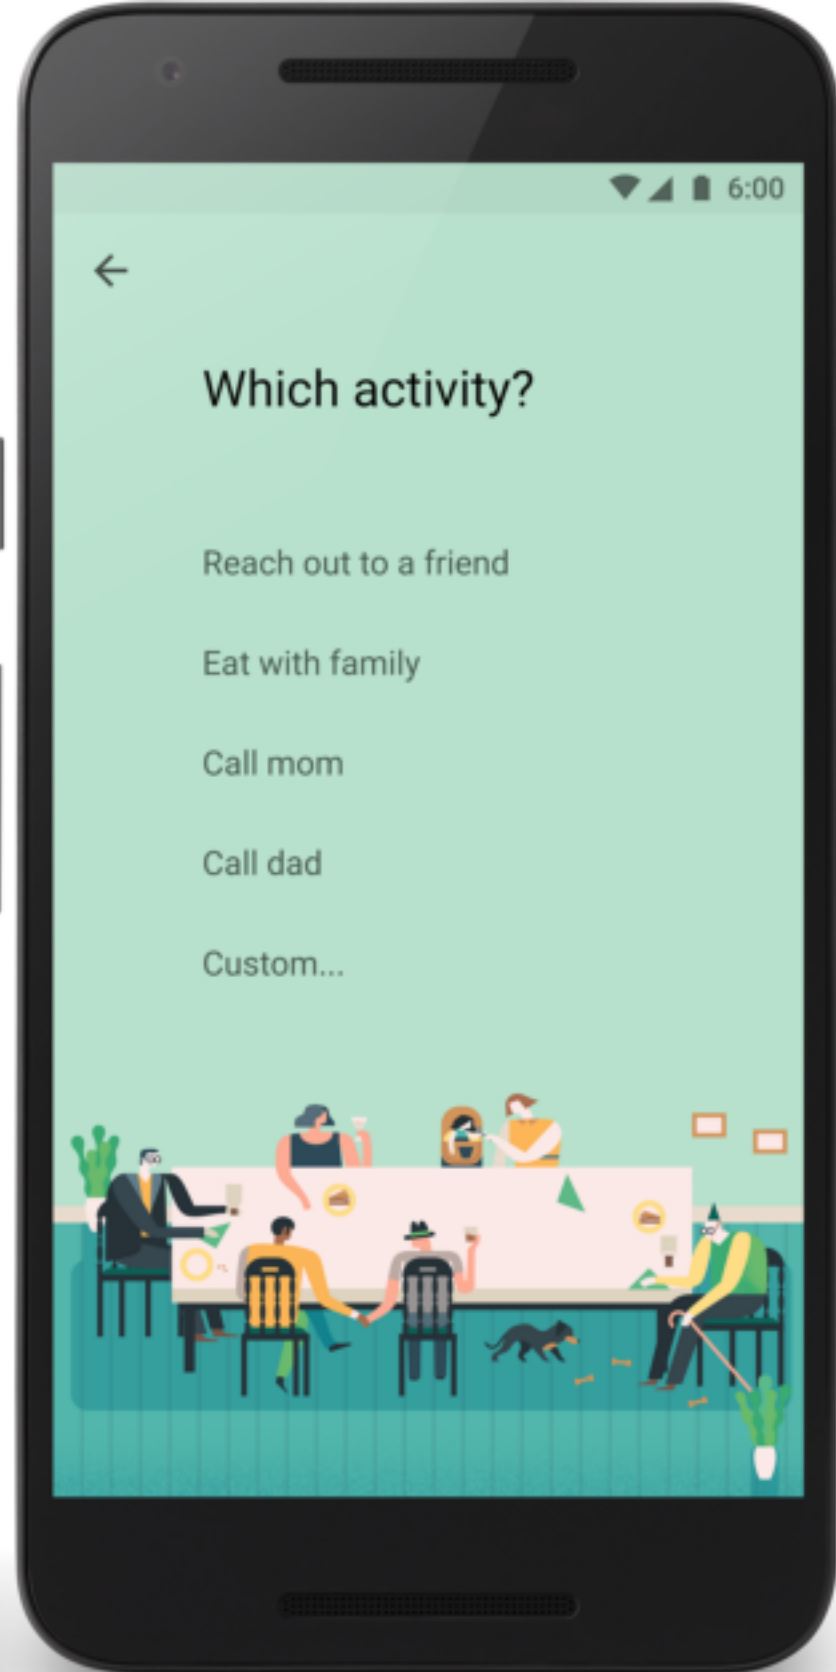 6:00
Which activity?
Reach out to a friend
Eat with family
Call mom
Call dad
Custom...